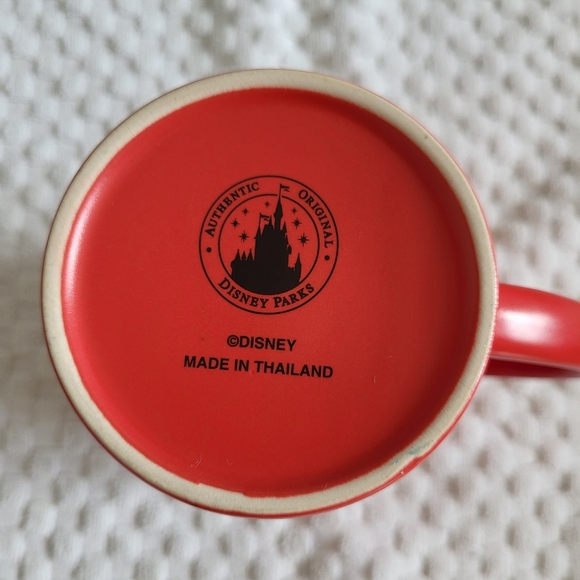 AUTHENTIC ORIGINAL
DISNEY PARKS
©DISNEY
MADE IN THAILAND